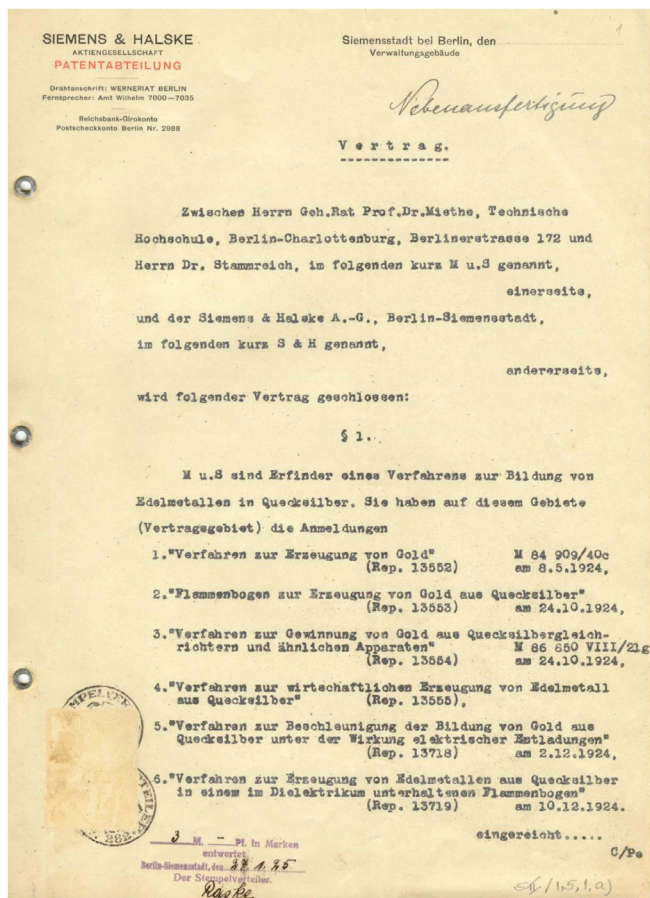 1
SIEMENS & HALSKE
AKTIENGESELLSCHAFT
PATENTABTEILUNG
Drahtanschrift: WERNERIAT BERLIN
Fernsprecher: Amt Wilhelm 7000—7035
Reichsbank-Girokonto
Postscheckkonto Berlin Nr. 2988
Siemensstadt bei Berlin, den
Verwaltungsgebäude
Nebenausfertigung
Vertrag.
Zwischen Herrn Geh.Rat Prof.Dr.Miethe, Technische
Hochschule, Berlin-Charlottenburg, Berlinerstrasse 172 und
Herrn Dr. Stammreich, im folgenden kurz M u.S genannt,
einerseits,
und der Siemens & Halske A.-G., Berlin-Siemensstadt,
im folgenden kurz S & H genannt,
andererseits,
wird folgender Vertrag geschlossen:
§ 1.
M u.S sind Erfinder eines Verfahrens zur Bildung von
Edelmetallen in Quecksilber. Sie haben auf diesem Gebiete
(Vertragsgebiet) die Anmeldungen
1."Verfahren zur Erzeugung von Gold" M 84 909/40c
(Rep. 13552) am 8.5.1924,
2."Flammenbogen zur Erzeugung von Gold aus Quecksilber"
(Rep. 13553) am 24.10.1924,
3."Verfahren zur Gewinnung von Gold aus Quecksilbergleich-
richtern und ähnlichen Apparaten" M 86 650 VIII/21g
(Rep. 13554) am 24.10.1924,
4."Verfahren zur wirtschaftlichen Erzeugung von Edelmetall
aus Quecksilber" (Rep. 13555),
5."Verfahren zur Beschleunigung der Bildung von Gold aus
Quecksilber unter der Wirkung elektrischer Entladungen"
(Rep. 13718) am 2.12.1924,
6."Verfahren zur Erzeugung von Edelmetallen aus Quecksilber
in einem im Dielektrikum unterhaltenen Flammenbogen"
(Rep. 13719) am 10.12.1924.
eingereicht.....
C/Pe
282
3 M. — Pf. in Marken
entwertet.
Berlin-Siemensstadt, den 27.1.25
Der Stempelverteiler.